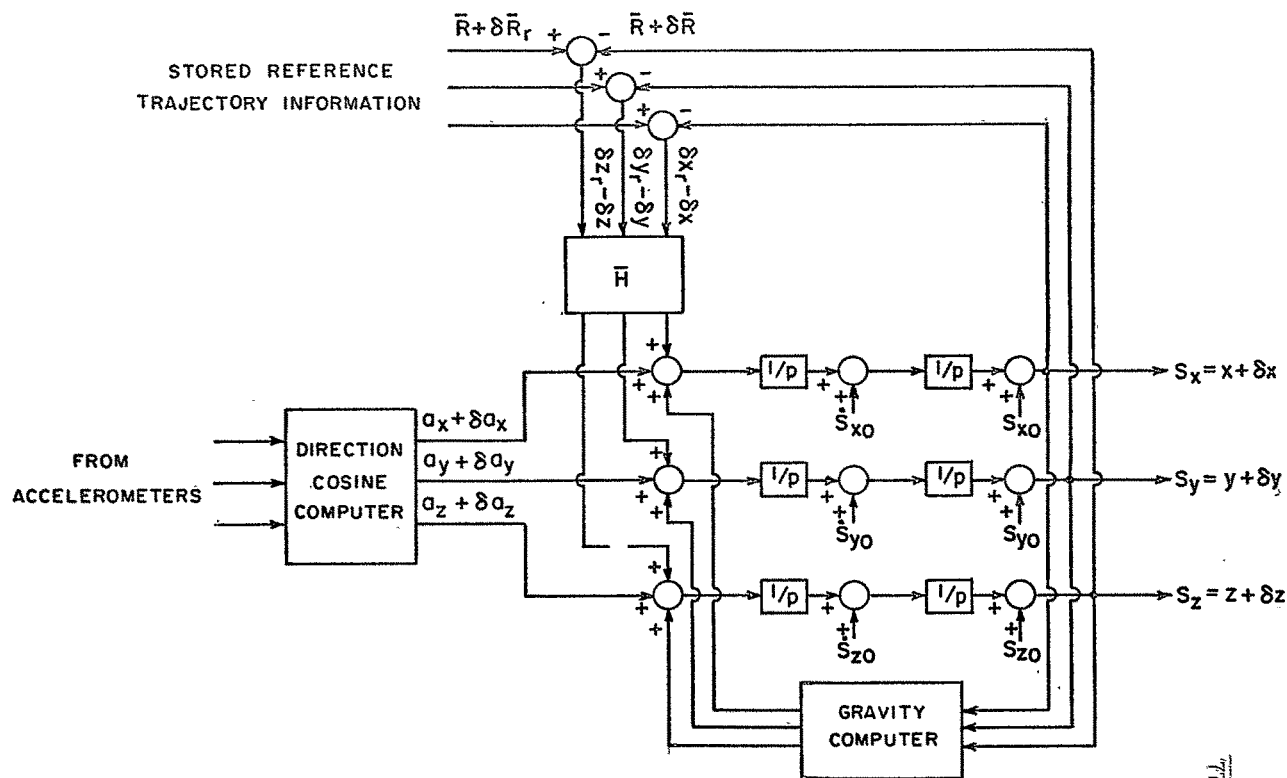 R̄ + δR̄r
+
−
R̄ + δR̄
STORED REFERENCE
TRAJECTORY INFORMATION
+
−
+
−
δzr − δz
δyr − δy
δxr − δx
H̄
+
+
+
1/p
+
+
Ṡxo
1/p
+
+
Sxo
Sx = x + δx
FROM
ACCELEROMETERS
DIRECTION
COSINE
COMPUTER
ax + δax
ay + δay
az + δaz
+
+
+
1/p
+
+
Ṡyo
1/p
+
+
Syo
Sy = y + δy
+
+
+
1/p
+
+
Ṡzo
1/p
+
+
Szo
Sz = z + δz
GRAVITY
COMPUTER